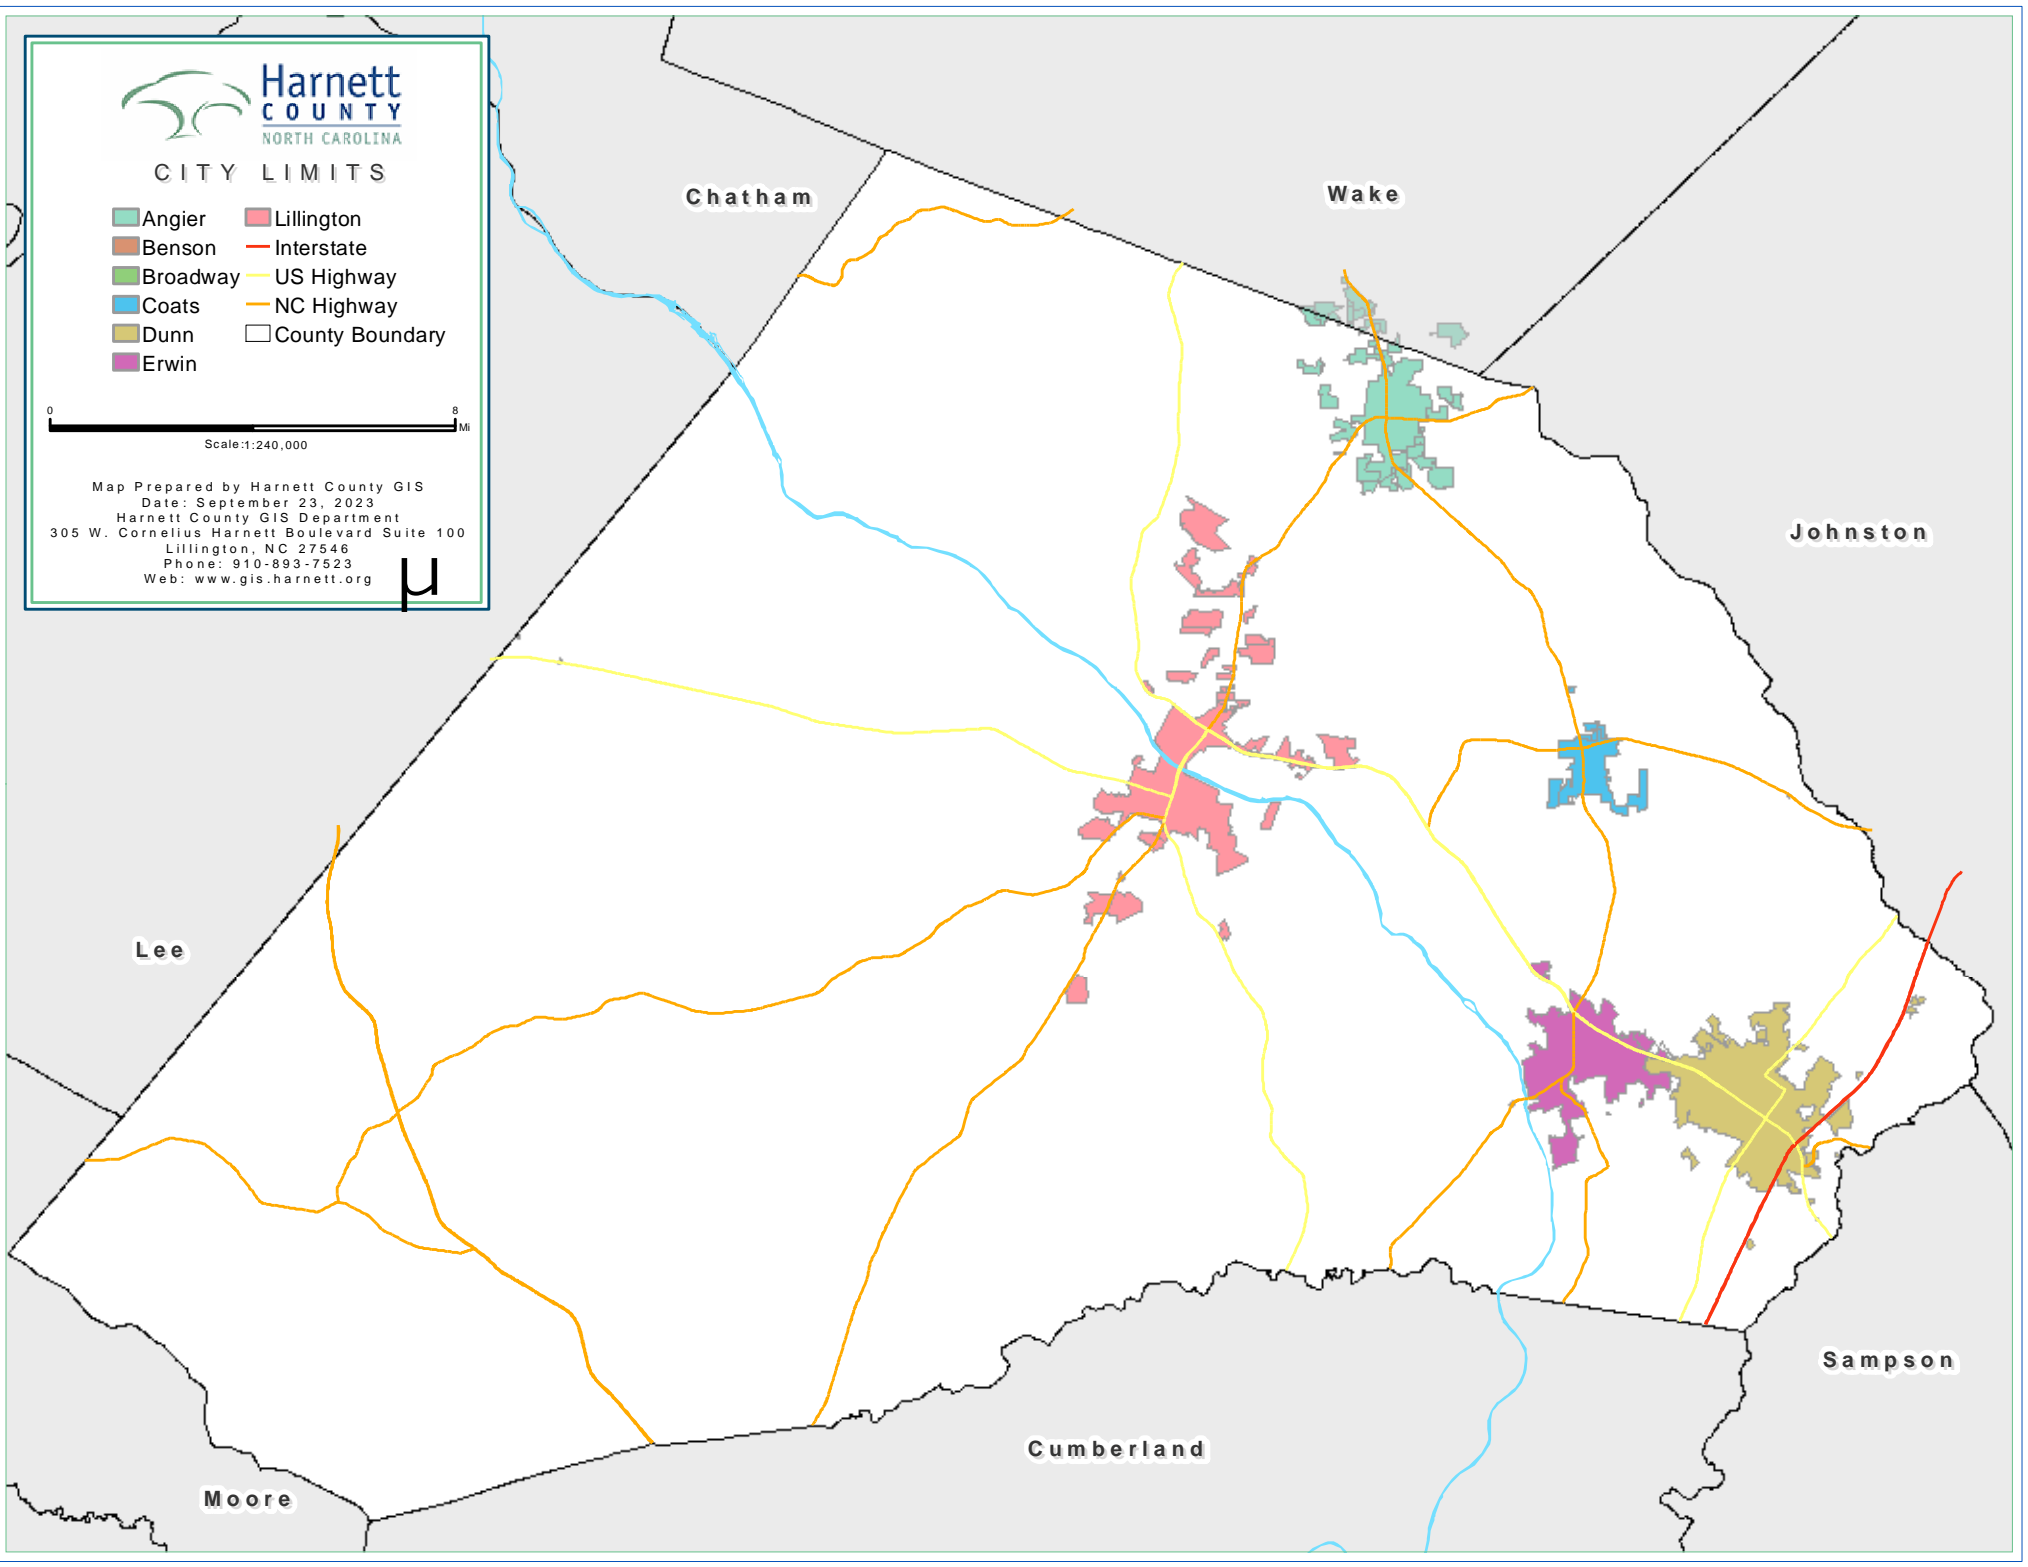 Harnett
COUNTY
NORTH CAROLINA
CITY LIMITS
Angier
Benson
Broadway
Coats
Dunn
Erwin
Lillington
Interstate
US Highway
NC Highway
County Boundary
0 8
Mi
Scale:1:240,000
Map Prepared by Harnett County GIS
Date: September 23, 2023
Harnett County GIS Department
305 W. Cornelius Harnett Boulevard Suite 100
Lillington, NC 27546
Phone: 910-893-7523
Web: www.gis.harnett.org
µ
Chatham
Wake
Johnston
Lee
Sampson
Cumberland
Moore